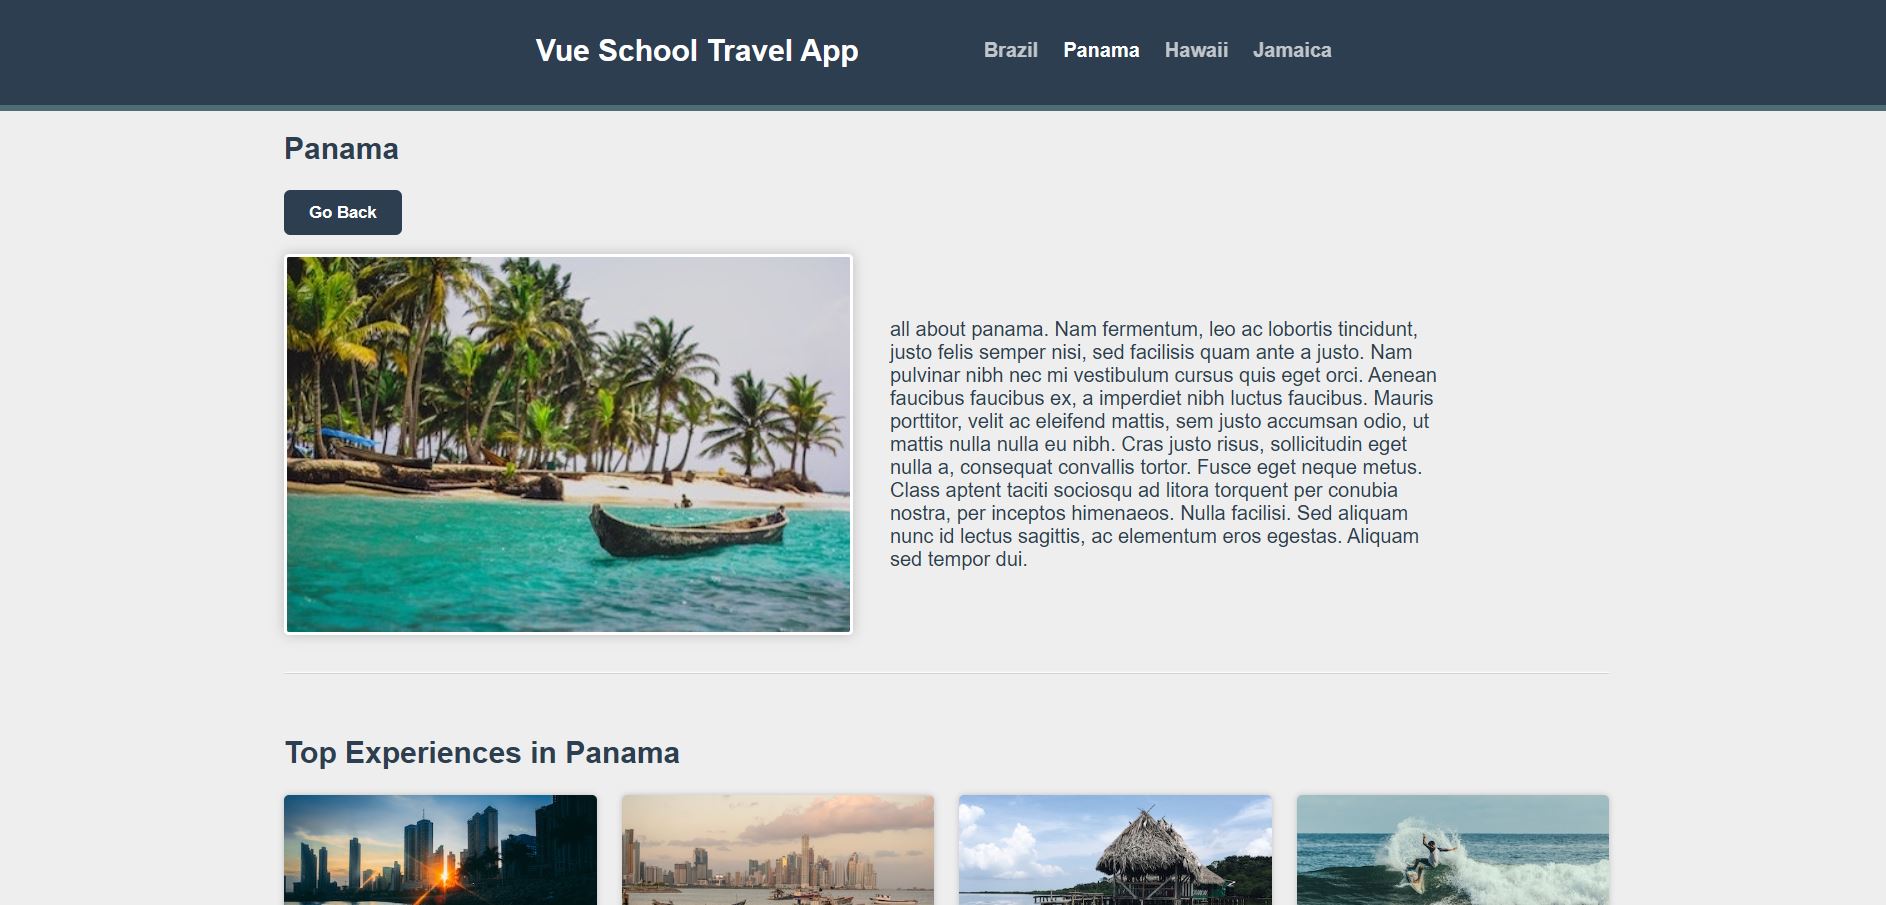 Vue School Travel App
Brazil Panama Hawaii Jamaica
Panama
Go Back
all about panama. Nam fermentum, leo ac lobortis tincidunt,
justo felis semper nisi, sed facilisis quam ante a justo. Nam
pulvinar nibh nec mi vestibulum cursus quis eget orci. Aenean
faucibus faucibus ex, a imperdiet nibh luctus faucibus. Mauris
porttitor, velit ac eleifend mattis, sem justo accumsan odio, ut
mattis nulla nulla eu nibh. Cras justo risus, sollicitudin eget
nulla a, consequat convallis tortor. Fusce eget neque metus.
Class aptent taciti sociosqu ad litora torquent per conubia
nostra, per inceptos himenaeos. Nulla facilisi. Sed aliquam
nunc id lectus sagittis, ac elementum eros egestas. Aliquam
sed tempor dui.
Top Experiences in Panama